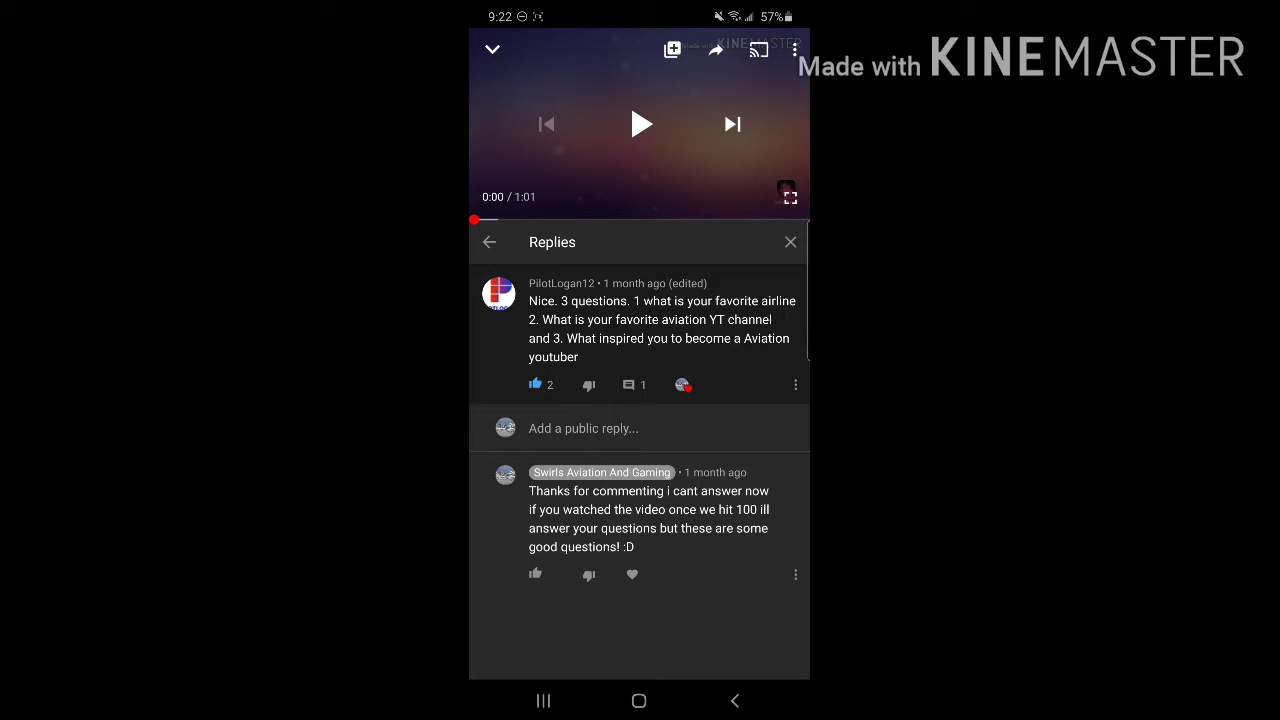 9:22
57%
Made with KINEMASTER
Made with KINEMASTER
0:00 / 1:01
Replies
PilotLogan12 • 1 month ago (edited)
Nice. 3 questions. 1 what is your favorite airline
2. What is your favorite aviation YT channel
and 3. What inspired you to become a Aviation
youtuber
2
1
Add a public reply...
Swirls Aviation And Gaming • 1 month ago
Thanks for commenting i cant answer now
if you watched the video once we hit 100 ill
answer your questions but these are some
good questions! :D